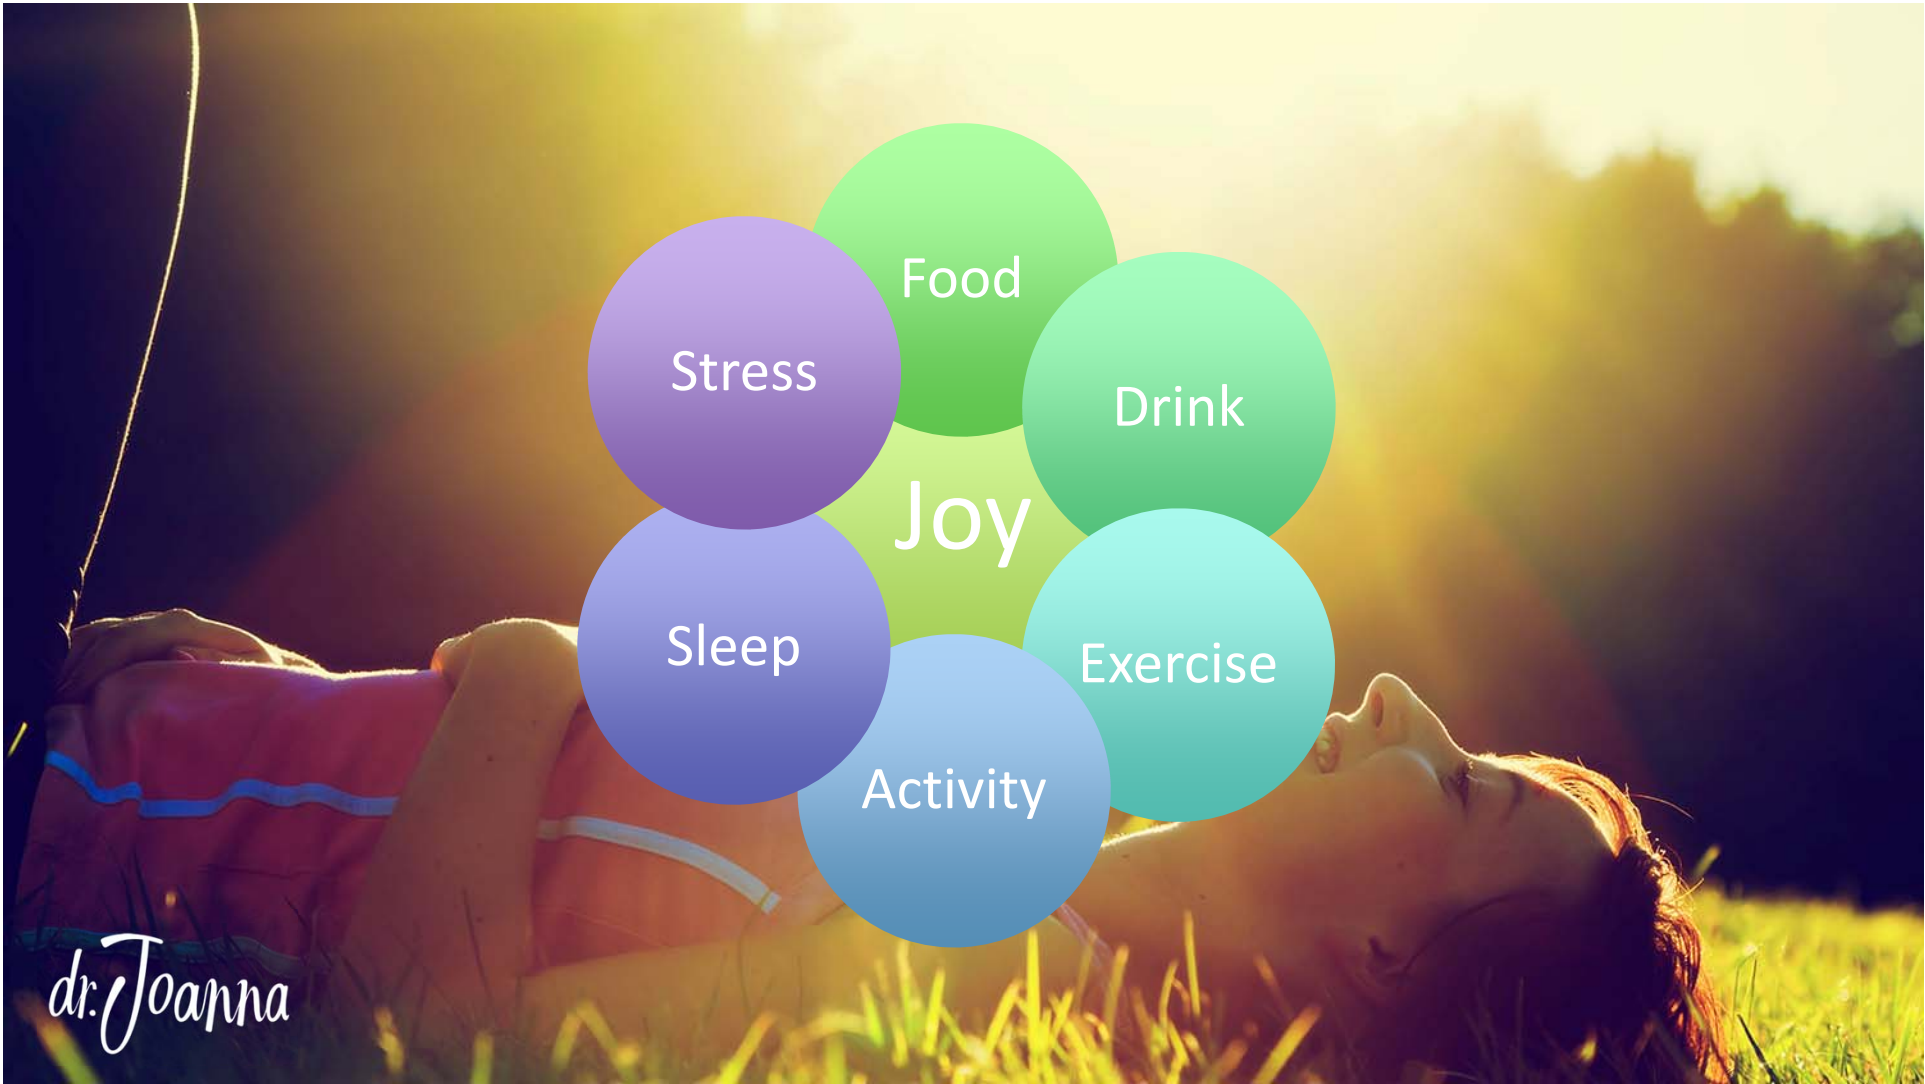 Food
Stress
Drink
Joy
Sleep
Exercise
Activity
dr. Joanna